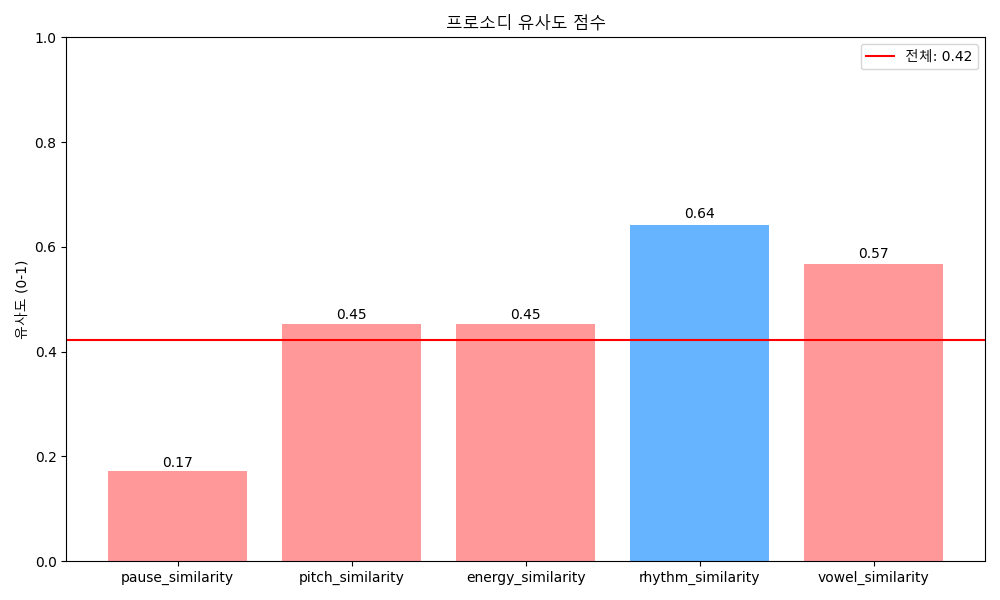 프로소디 유사도 점수
전체: 0.42
유사도 (0-1)
1.0
0.8
0.6
0.4
0.2
0.0
0.17
0.45
0.45
0.64
0.57
pause_similarity
pitch_similarity
energy_similarity
rhythm_similarity
vowel_similarity